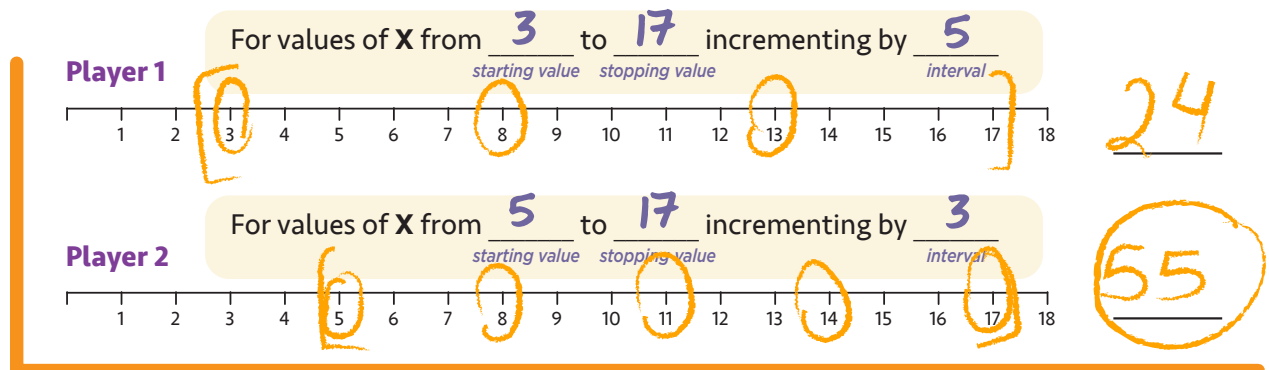 For values of X from 3 to 17 incrementing by 5
starting value stopping value interval
Player 1
1 2 3 4 5 6 7 8 9 10 11 12 13 14 15 16 17 18
24
For values of X from 5 to 17 incrementing by 3
starting value stopping value interval
Player 2
1 2 3 4 5 6 7 8 9 10 11 12 13 14 15 16 17 18
55